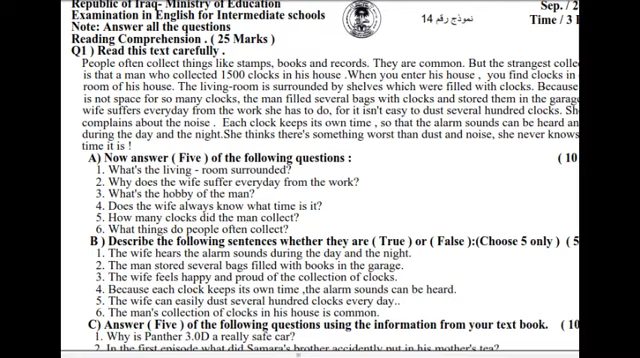 Republic of Iraq- Ministry of Education
Examination in English for Intermediate schools
Note: Answer all the questions
Reading Comprehension . ( 25 Marks )
نموذج رقم 14
Sep. / 2
Time / 3
Q1 ) Read this text carefully .
People often collect things like stamps, books and records. They are common. But the strangest
is that a man who collected 1500 clocks in his house .When you enter his house , you find clocks in
room of his house. The living-room is surrounded by shelves which were filled with clocks. Because
is not space for so many clocks, the man filled several bags with clocks and stored them in the
wife suffers everyday from the work she has to do, for it isn't easy to dust several hundred clocks.
complains about the noise . Each clock keeps its own time , so that the alarm sounds can be heard
during the day and the night.She thinks there's something worst than dust and noise, she never knows
time it is !
A) Now answer ( Five ) of the following questions : ( 10
1. What's the living - room surrounded?
2. Why does the wife suffer everyday from the work?
3. What's the hobby of the man?
4. Does the wife always know what time is it?
5. How many clocks did the man collect?
6. What things do people often collect?
B ) Describe the following sentences whether they are ( True ) or ( False ):(Choose 5 only ) ( 5
1. The wife hears the alarm sounds during the day and the night.
2. The man stored several bags filled with books in the garage.
3. The wife feels happy and proud of the collection of clocks.
4. Because each clock keeps its own time ,the alarm sounds can be heard.
5. The wife can easily dust several hundred clocks every day..
6. The man's collection of clocks in his house is common.
C) Answer ( Five ) of the following questions using the information from your text book. ( 10
1. Why is Panther 3.0D a really safe car?
2. In the first episode what did Samara's brother accidently put in his mother's tea?